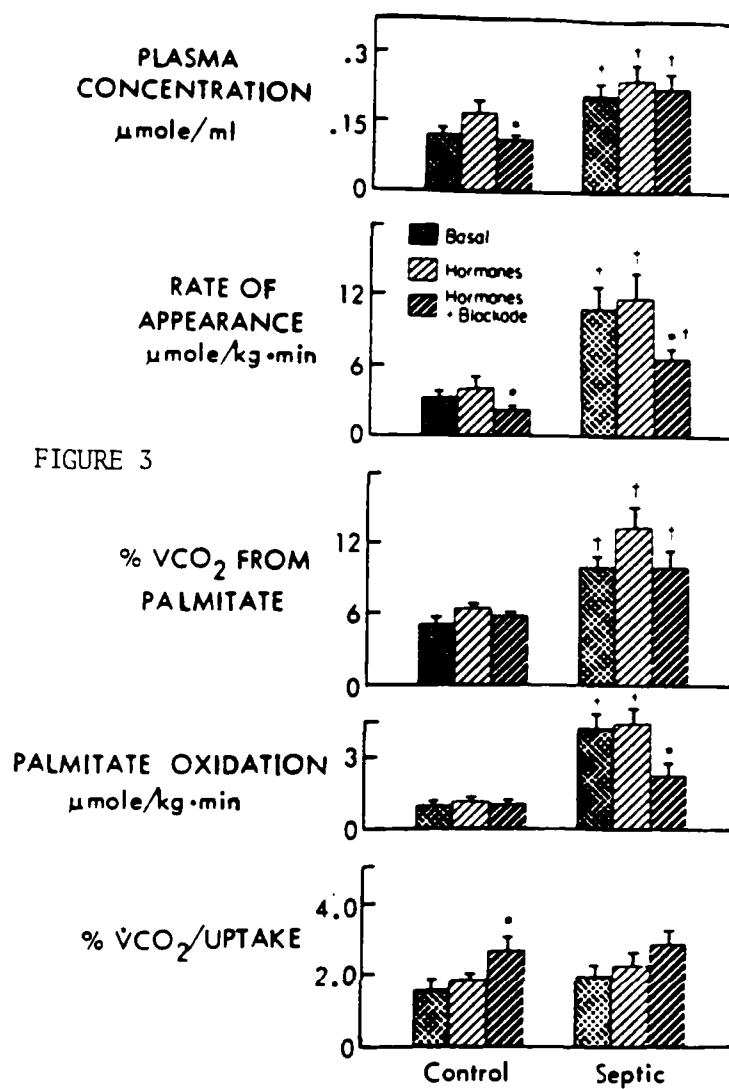 PLASMA
CONCENTRATION
μmole/ml
.3
.15
0
† † †
*
Basal
Hormones
Hormones
+ Blockade
RATE OF
APPEARANCE
μmole/kg•min
12
6
0
† † * †
*
FIGURE 3
% VCO2 FROM
PALMITATE
12
6
0
† † †
PALMITATE OXIDATION
μmole/kg•min
3
0
† † *
% V̇CO2/UPTAKE
4.0
2.0
0
*
Control Septic